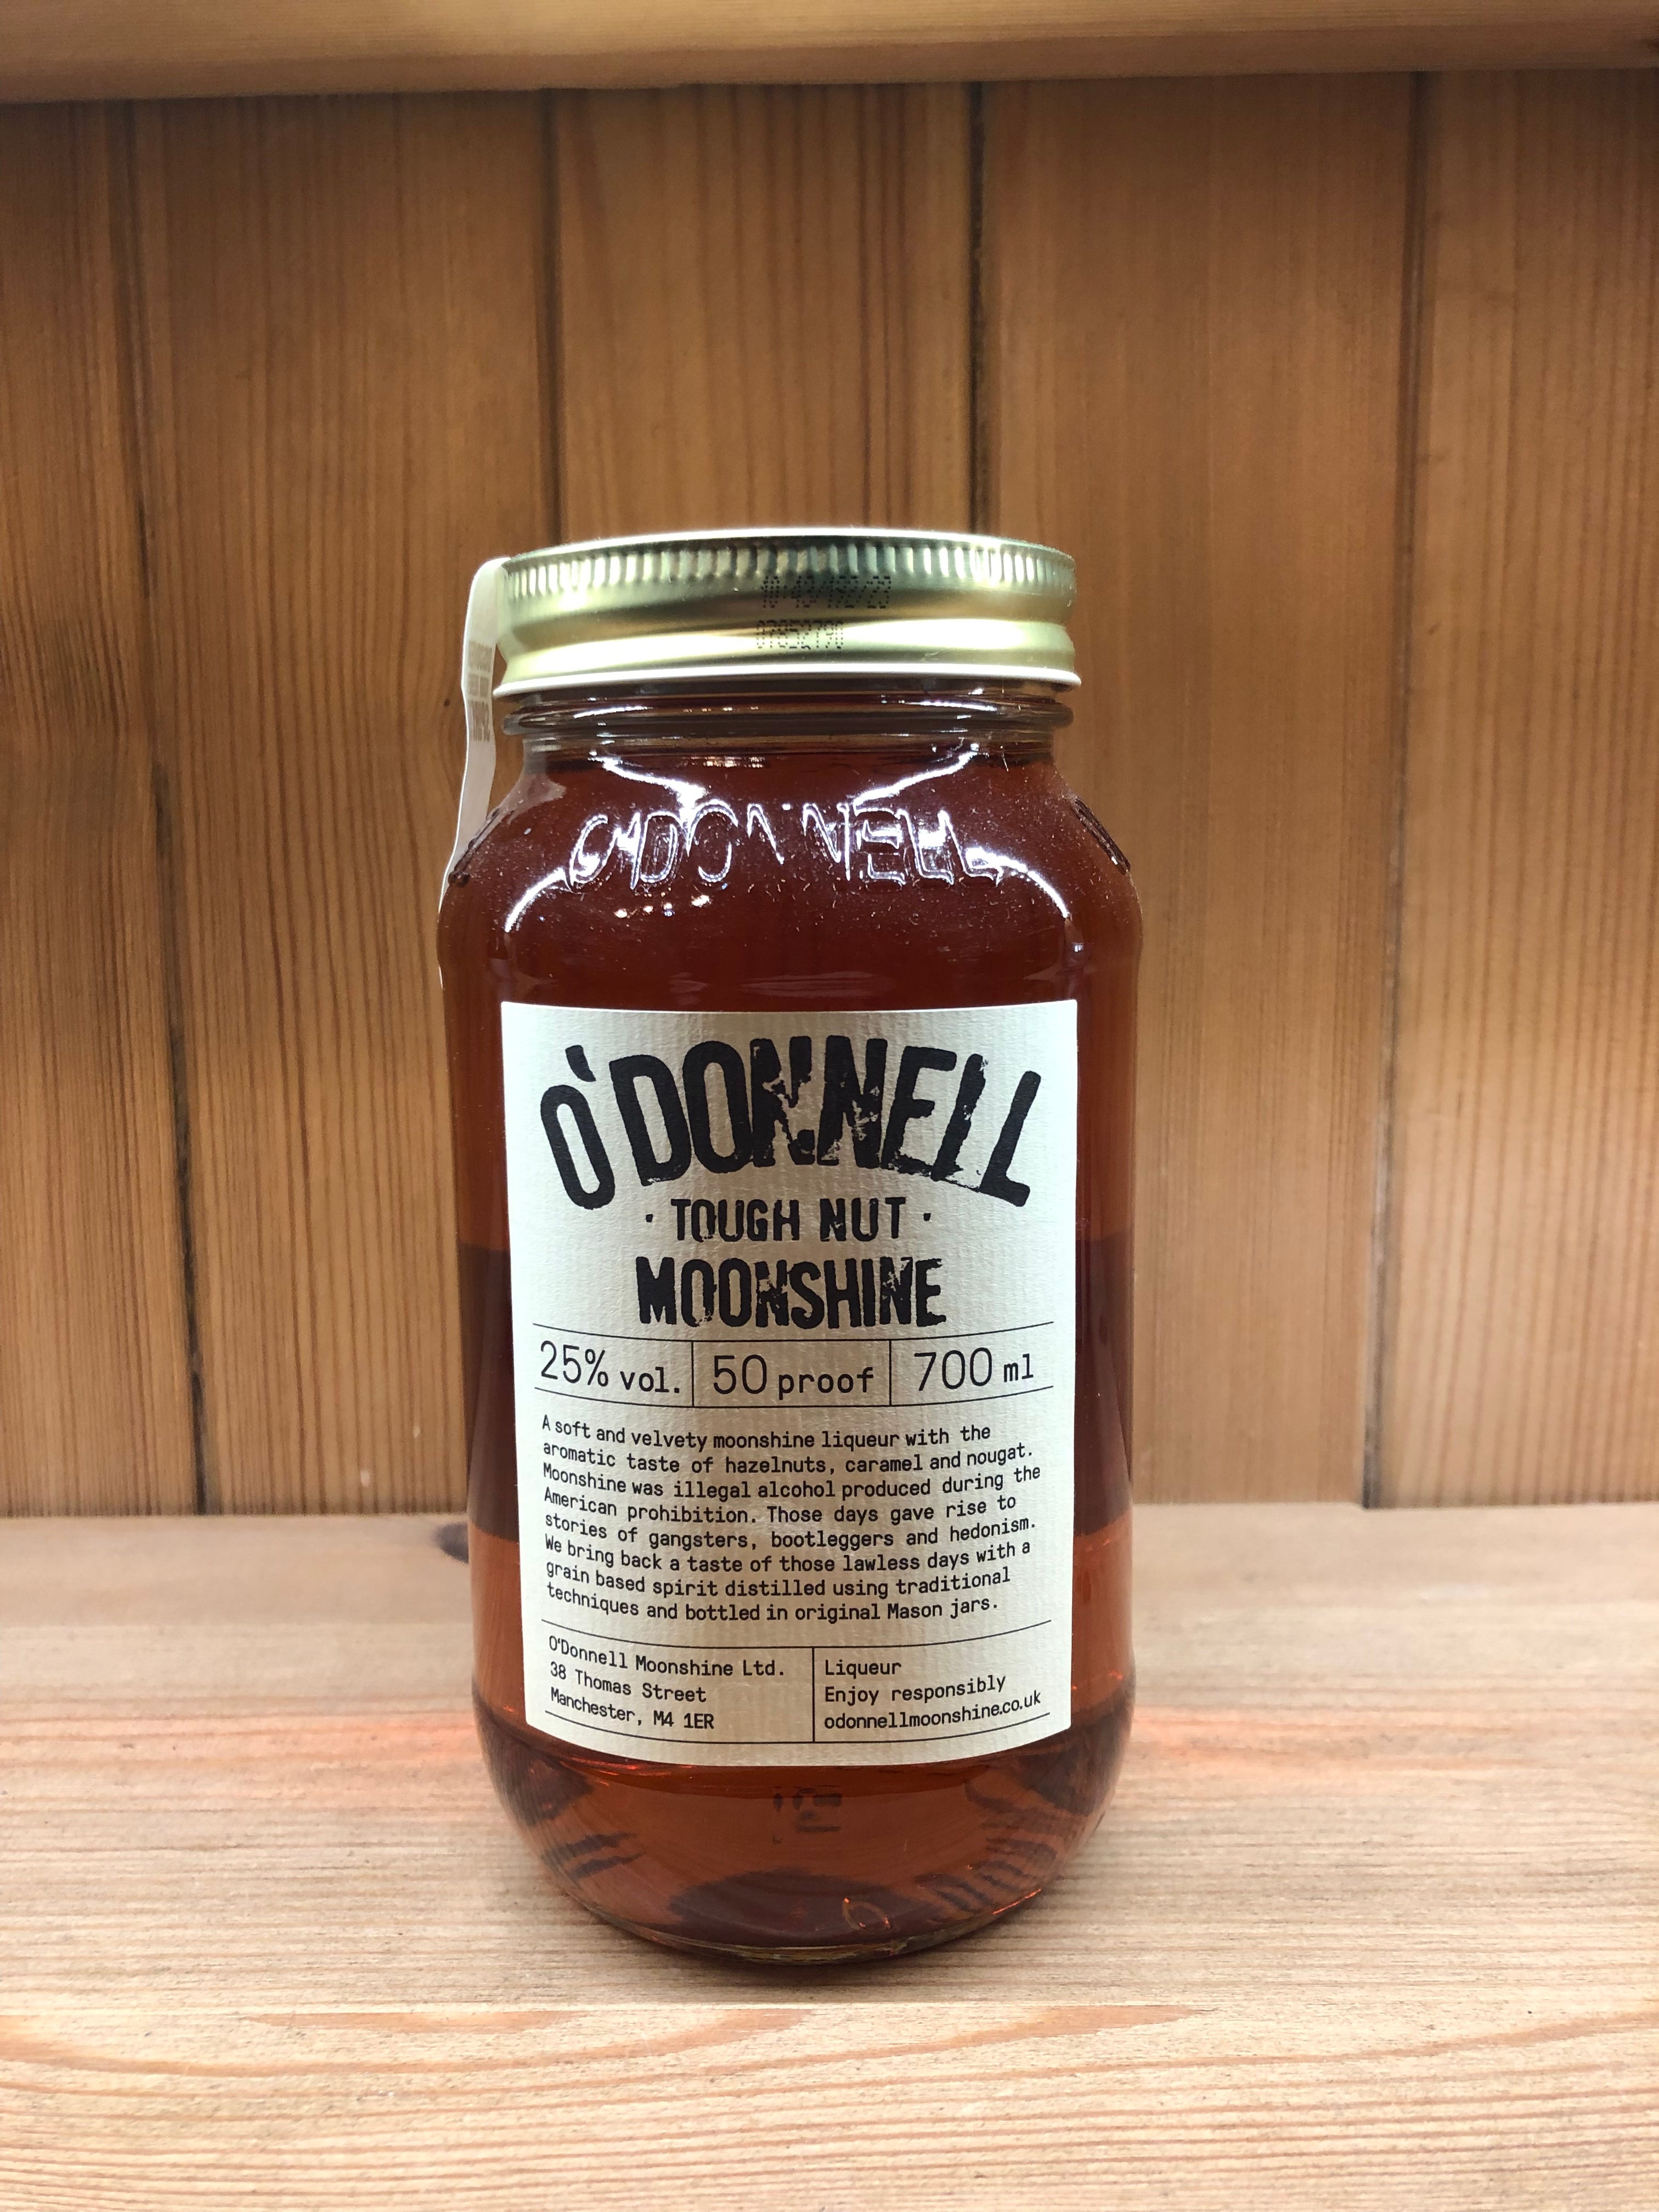 O'DONNELL
O'DONNELL
· TOUGH NUT ·
MOONSHINE
25% vol. 50 proof 700 ml
A soft and velvety moonshine liqueur with the
aromatic taste of hazelnuts, caramel and nougat.
Moonshine was illegal alcohol produced during the
American prohibition. Those days gave rise to
stories of gangsters, bootleggers and hedonism.
We bring back a taste of those lawless days with a
grain based spirit distilled using traditional
techniques and bottled in original Mason jars.
O'Donnell Moonshine Ltd.
38 Thomas Street
Manchester, M4 1ER
Liqueur
Enjoy responsibly
odonnellmoonshine.co.uk